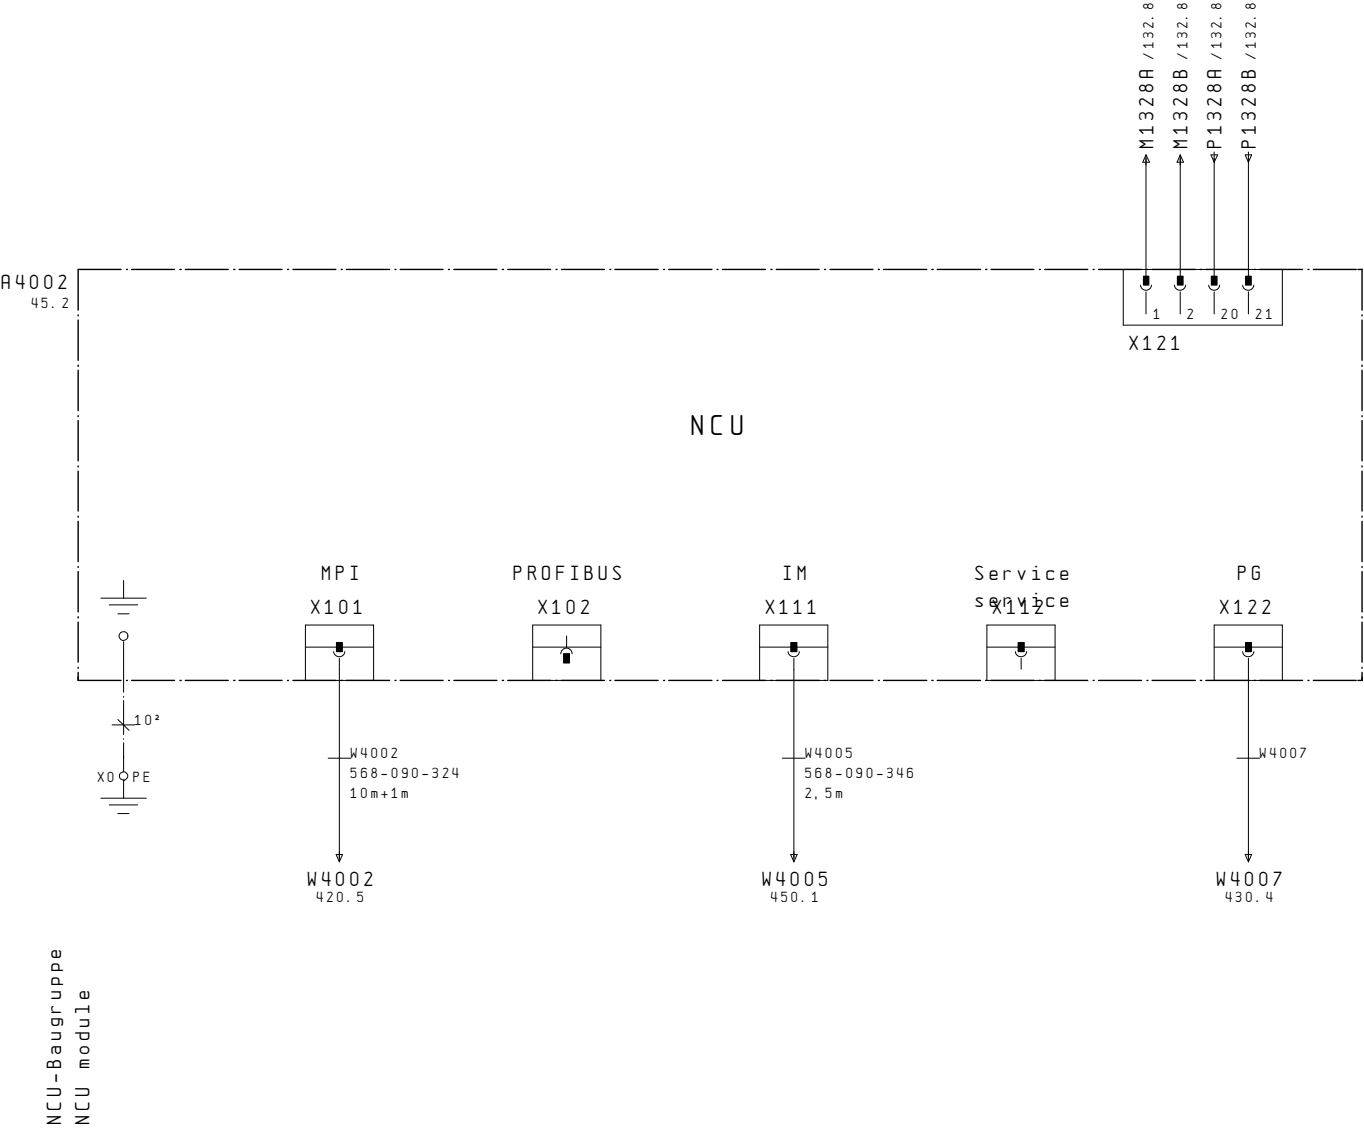 M1328A /132.8
M1328B /132.8
P1328A /132.8
P1328B /132.8
A4002
45.2
1 2 20 21
X121
NCU
MPI PROFIBUS IM Service PG
service
X101 X102 X111 X112 X122
10²
X0 PE
W4002
568-090-324
10m+1m
W4005
568-090-346
2,5m
W4007
W4002
420.5
W4005
450.1
W4007
430.4
NCU-Baugruppe
NCU module